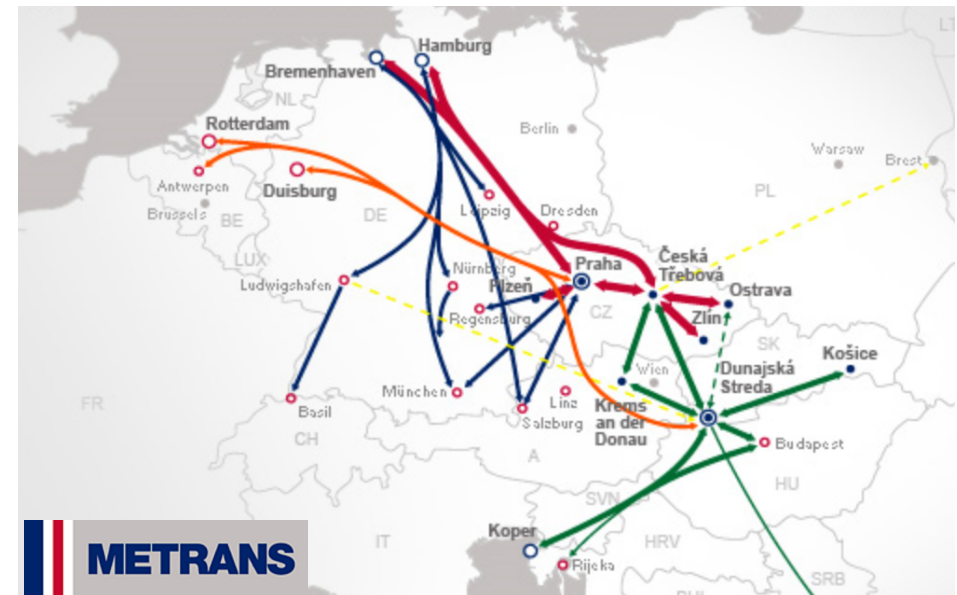 LT
Hamburg
Bremenhaven
NL
Rotterdam
Berlin
Warsaw
Brest
Antwerpen
Duisburg
Brussels
BE
DE
Leipzig
Dresden
PL
LUX
Ludwigshafen
Nürnberg
Praha
Česká
Třebová
Plzeň
Ostrava
Regensburg
CZ
Zlín
SK
Košice
Wien
Dunajská
Streda
München
Linz
Krems
an der
Donau
Basil
Salzburg
FR
CH
A
Budapest
HU
SVN
Koper
IT
HRV
Rijeka
SRB
METRANS